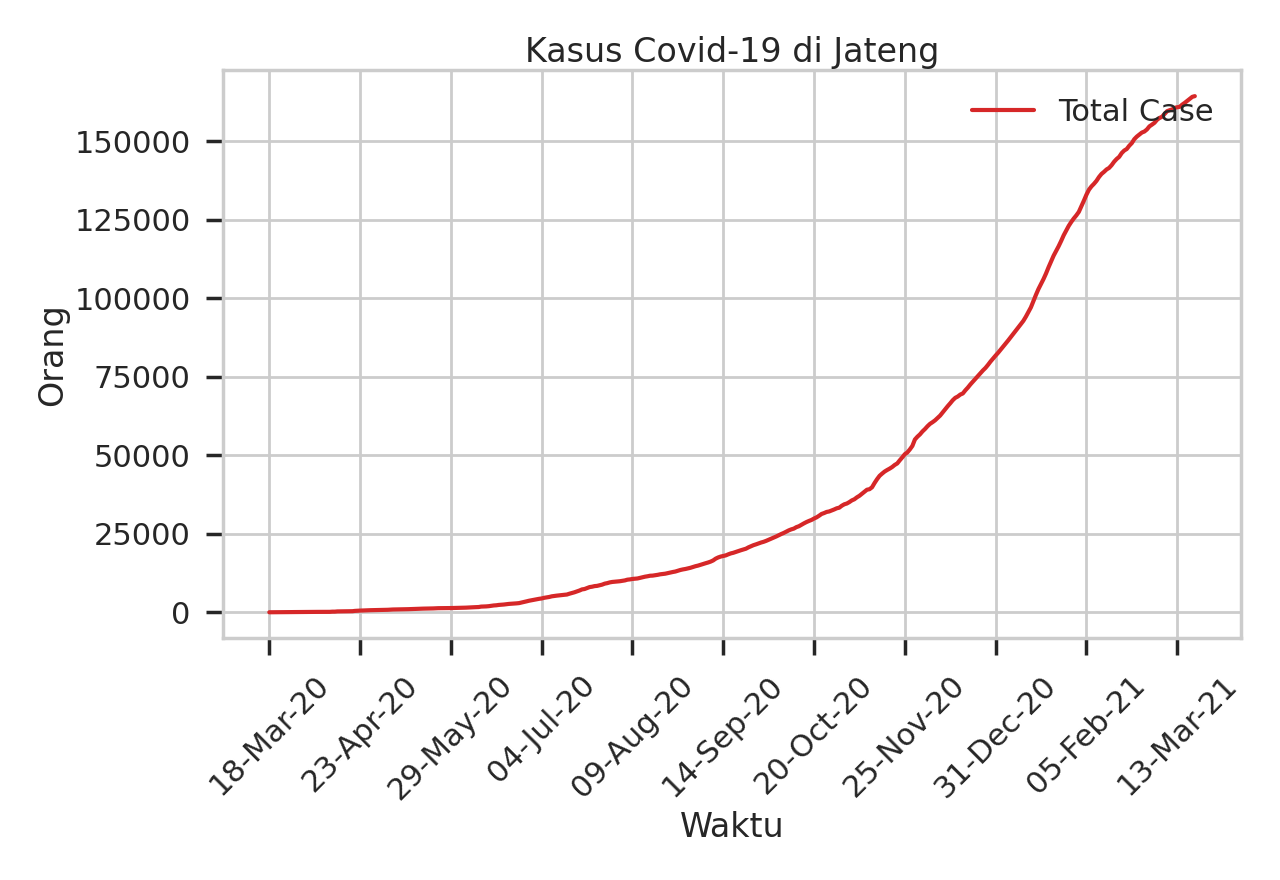 Kasus Covid-19 di Jateng
Total Case
150000
125000
100000
75000
50000
25000
0
Orang
18-Mar-20
23-Apr-20
29-May-20
04-Jul-20
09-Aug-20
14-Sep-20
20-Oct-20
25-Nov-20
31-Dec-20
05-Feb-21
13-Mar-21
Waktu